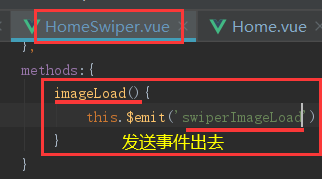 HomeSwiper.vue × Home.vue
},
methods:{
imageLoad(){
this.$emit('swiperImageLoad')
}
发送事件出去
}